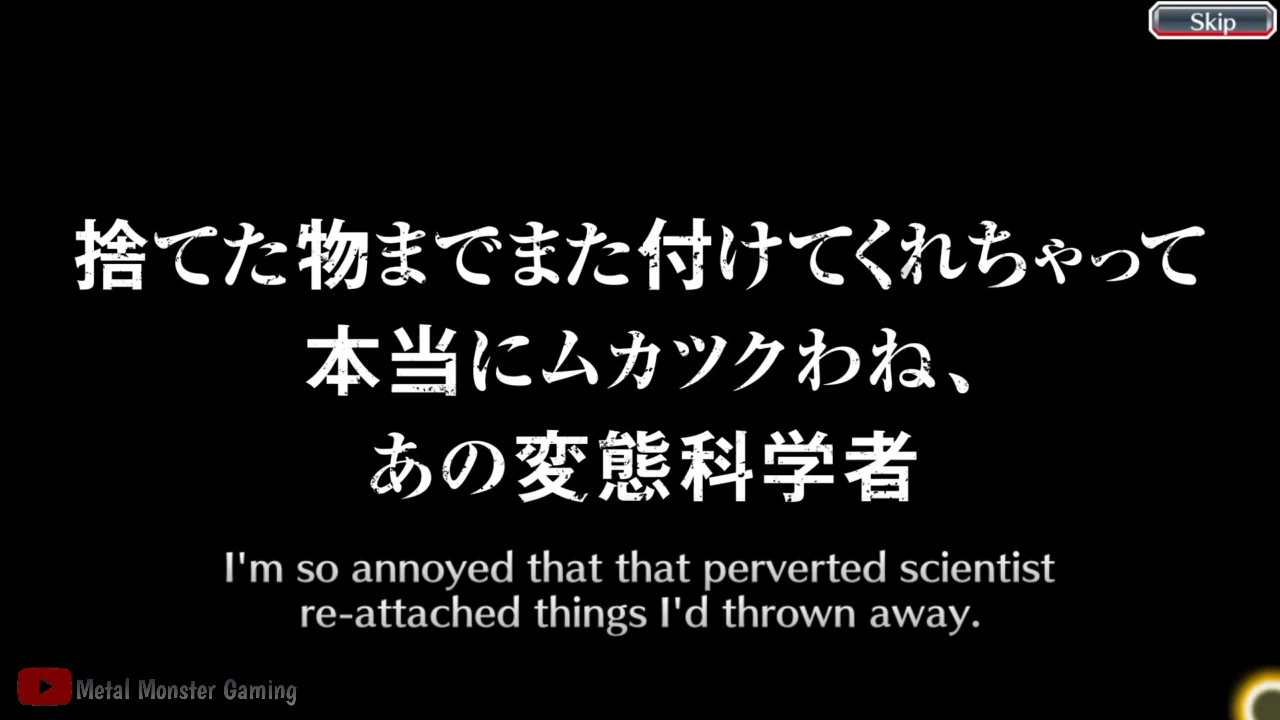 Skip
捨てた物までまた付けてくれちゃって
本当にムカツクわね、
あの変態科学者
I'm so annoyed that that perverted scientist
re-attached things I'd thrown away.
Metal Monster Gaming